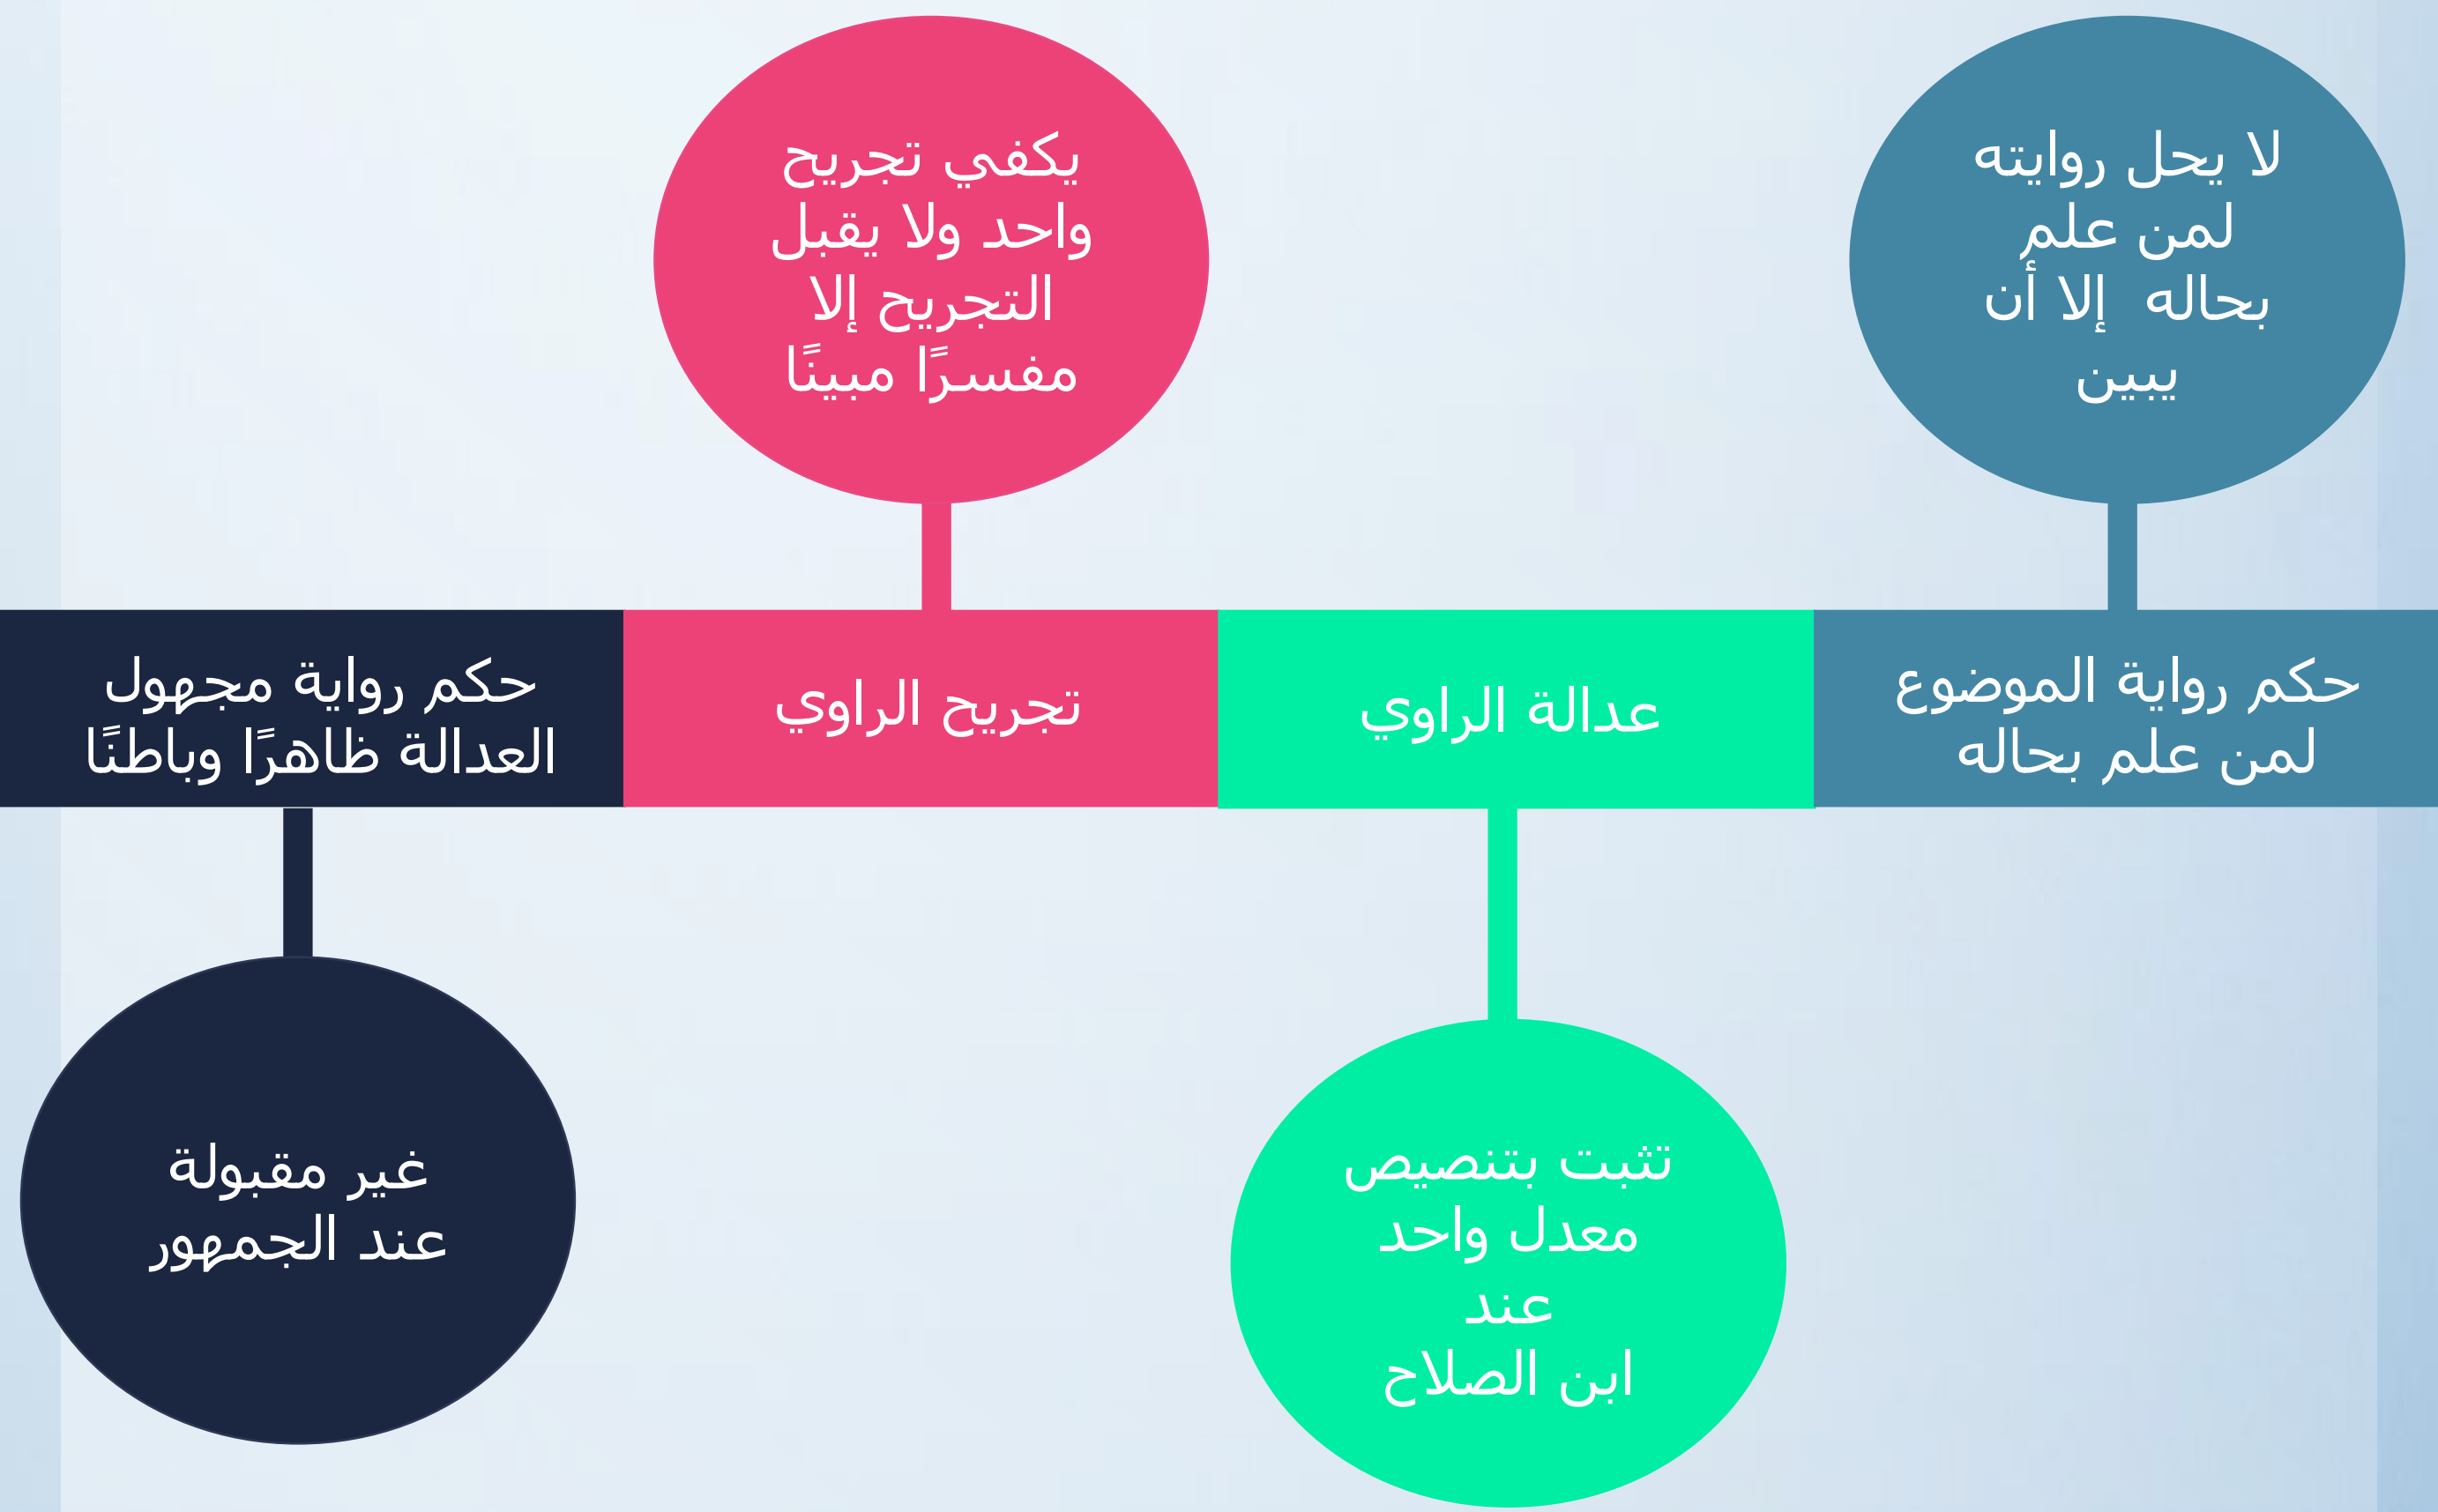 لا يحل روايته
لمن علم
بحاله إلا أن
يبين
حكم رواية الموضوع
لمن علم بحاله
عدالة الراوي
تثبت بتنصيص
معدل واحد
عند
ابن الصلاح
يكفي تجريح
واحد ولا يقبل
التجريح إلا
مفسرًا مبينًا
تجريح الراوي
حكم رواية مجهول
العدالة ظاهرًا وباطنًا
غير مقبولة
عند الجمهور